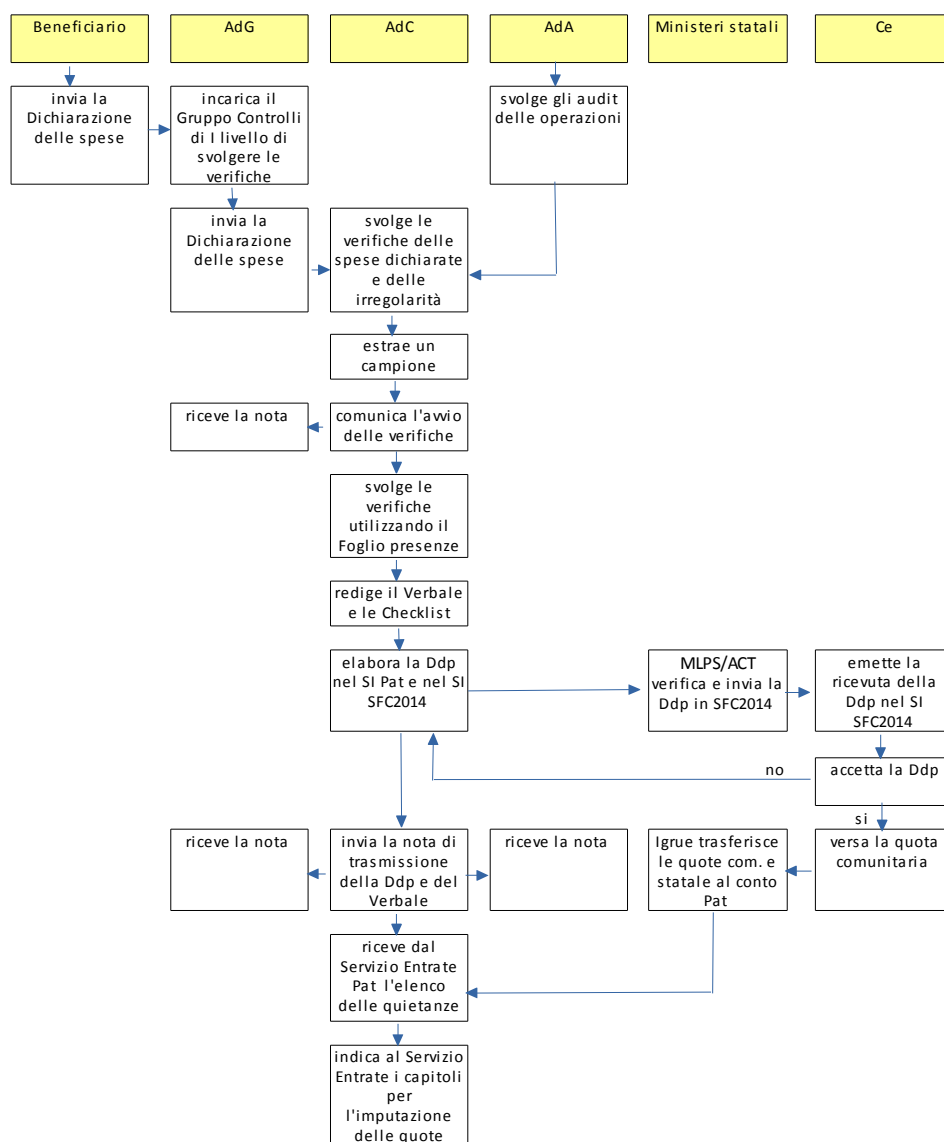 Beneficiario
AdG
AdC
AdA
Ministeri statali
Ce
invia la
Dichiarazione
delle spese
incarica il
Gruppo Controlli
di I livello di
svolgere le
verifiche
svolge gli audit
delle operazioni
invia la
Dichiarazione
delle spese
svolge le
verifiche delle
spese dichiarate
e delle
irregolarità
estrae un
campione
riceve la nota
comunica l'avvio
delle verifiche
svolge le
verifiche
utilizzando il
Foglio presenze
redige il Verbale
e le Checklist
elabora la Ddp
nel SI Pat e nel SI
SFC2014
MLPS/ACT
verifica e invia la
Ddp in SFC2014
emette la
ricevuta della
Ddp nel SI
SFC2014
no
accetta la Ddp
si
riceve la nota
invia la nota di
trasmissione
della Ddp e del
Verbale
riceve la nota
Igrue trasferisce
le quote com. e
statale al conto
Pat
versa la quota
comunitaria
riceve dal
Servizio Entrate
Pat l'elenco
delle quietanze
indica al Servizio
Entrate i capitoli
per
l'imputazione
delle quote